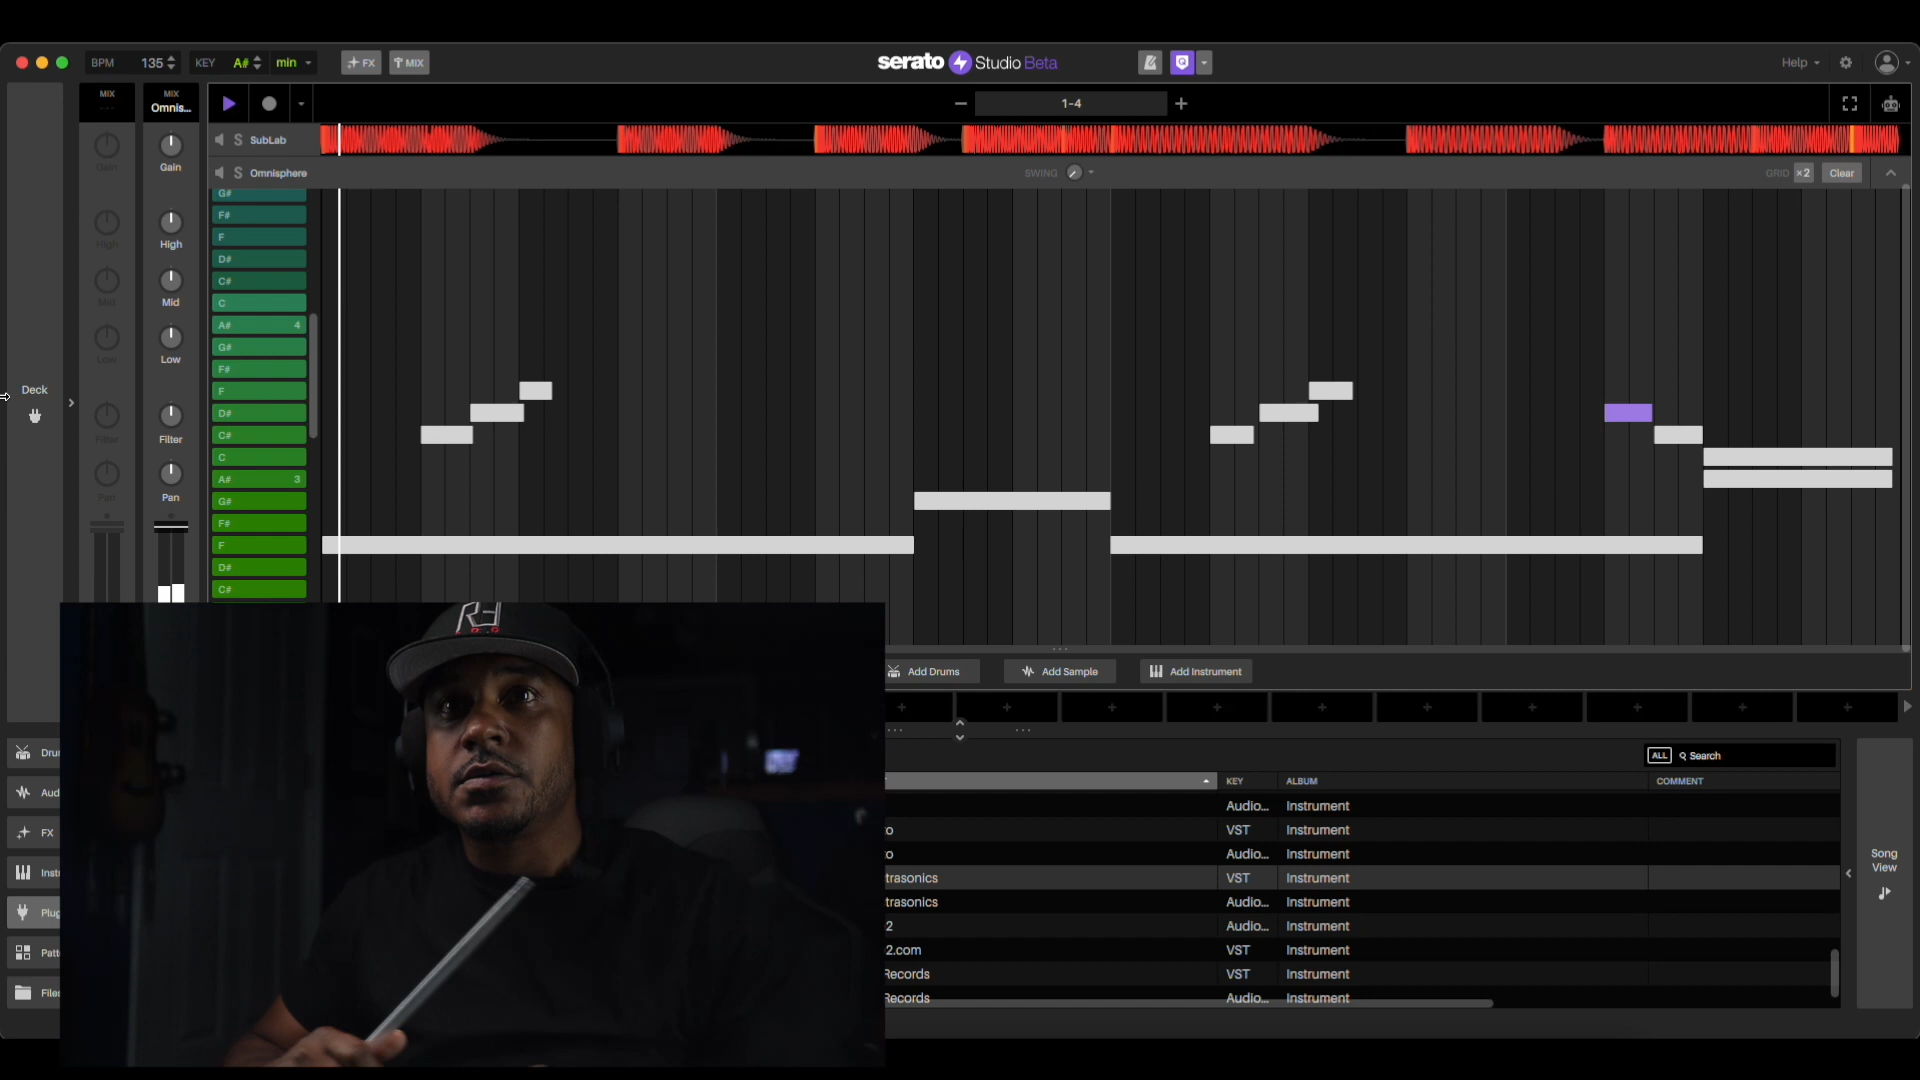 BPM 135 KEY A# min FX MIX serato Studio Beta Help
MIX MIX 1-4
Omnis...
S SubLab
Gain Gain
S Omnisphere SWING GRID ×2 Clear
G#
F#
F
High High
D#
C#
C
Mid Mid
A# 4
G#
Low Low
F#
F
Deck
D#
C#
Filter Filter
C
A# 3
Pan Pan
G#
F#
F
D#
C#
Add Drums Add Sample Add Instrument
Dru
ALL Search
KEY ALBUM COMMENT
Aud
Audio... Instrument
FX
o VST Instrument
o Audio... Instrument
Song
View
Inst
trasonics VST Instrument
trasonics Audio... Instrument
Plug
2 Audio... Instrument
Patt
2.com VST Instrument
Records VST Instrument
Files
Records Audio... Instrument